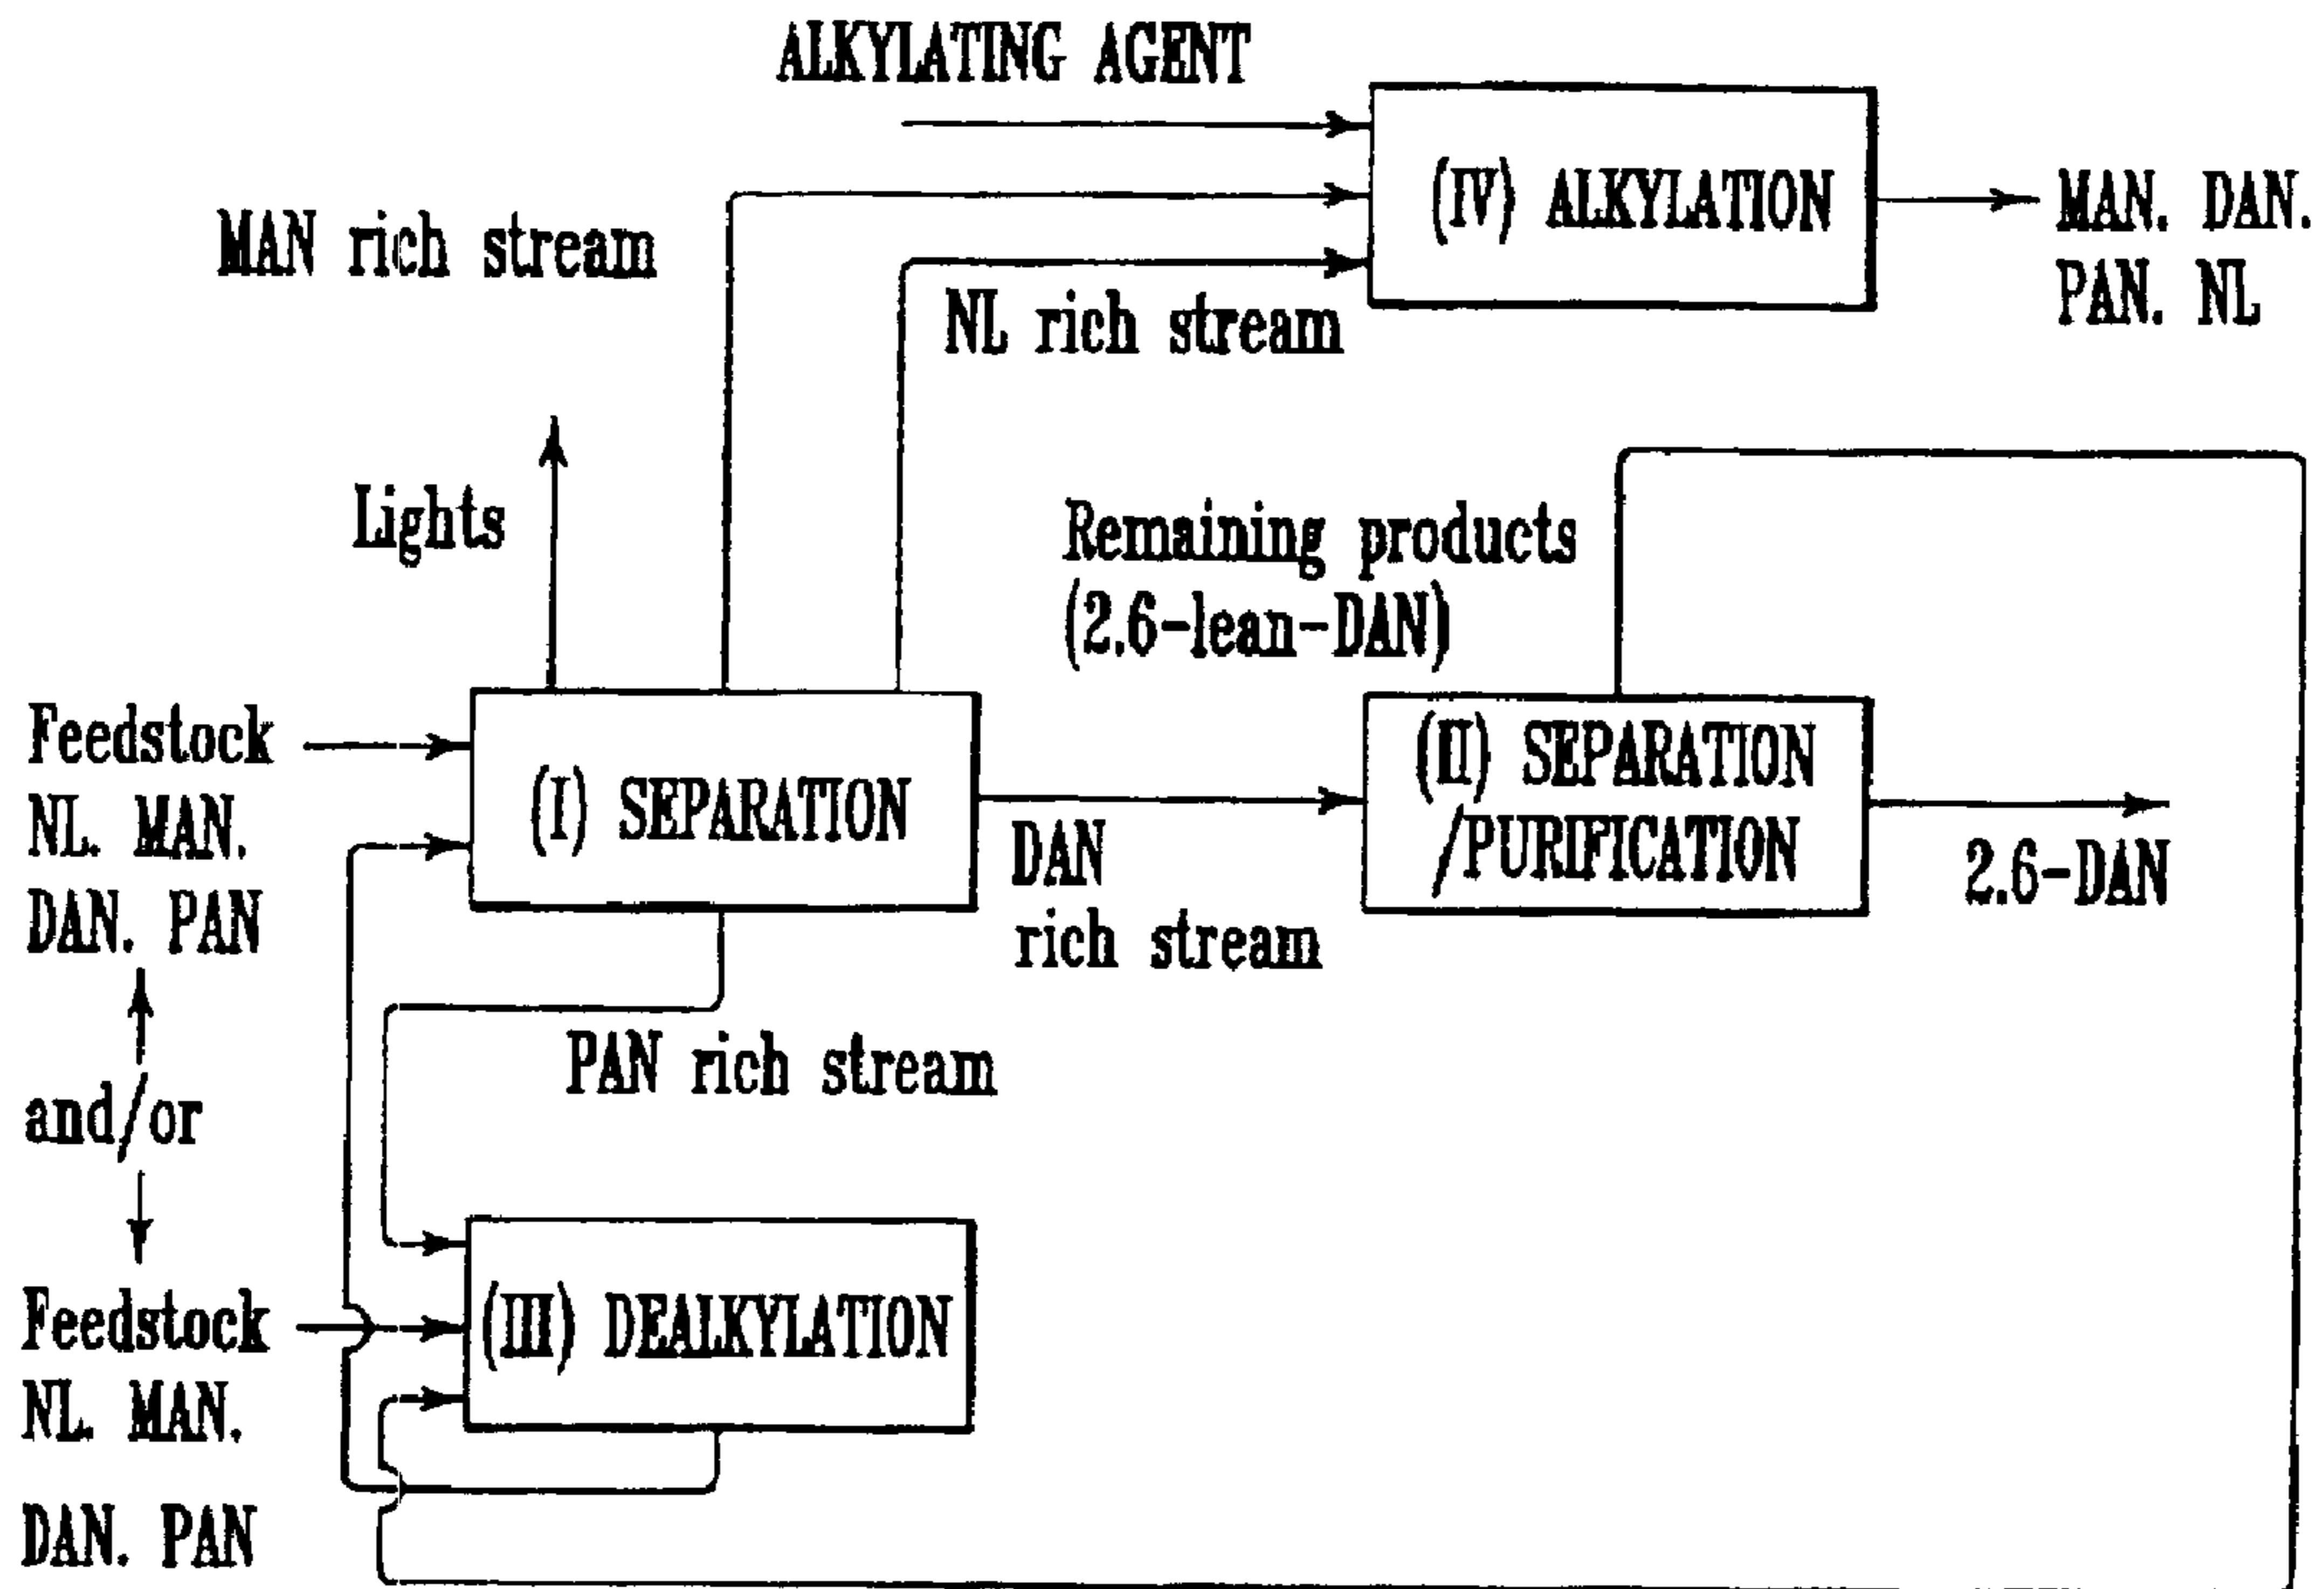 ALKYLATING AGENT
(IV) ALKYLATION
MAN. DAN.
PAN. NL
MAN rich stream
NL rich stream
Lights
Remaining products
(2.6-lean-DAN)
Feedstock
NL. MAN.
DAN. PAN
(I) SEPARATION
DAN
rich stream
(II) SEPARATION
/PURIFICATION
2.6-DAN
PAN rich stream
and/or
Feedstock
NL. MAN.
DAN. PAN
(III) DEALKYLATION